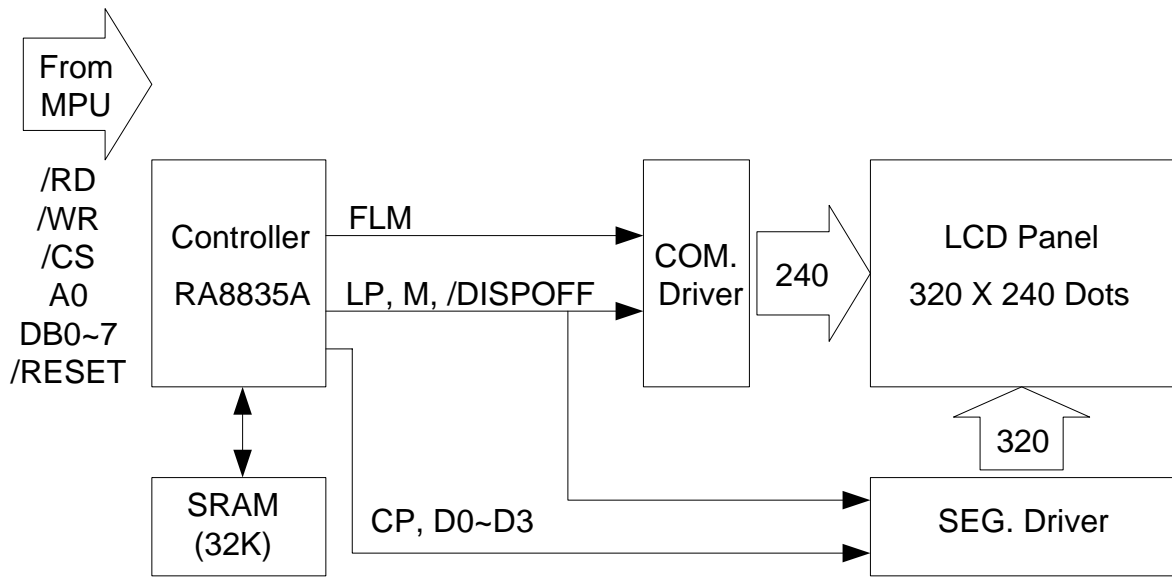 From
MPU
/RD
/WR
/CS
A0
DB0~7
/RESET
Controller
RA8835A
FLM
LP, M, /DISPOFF
COM.
Driver
240
LCD Panel
320 X 240 Dots
320
SRAM
(32K)
CP, D0~D3
SEG. Driver